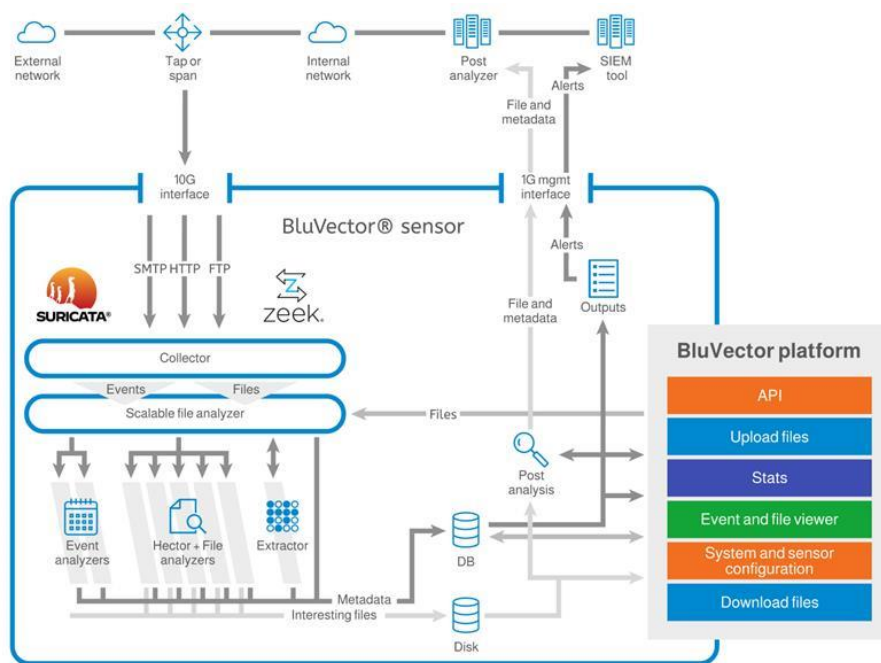 External
network
Tap or
span
Internal
network
Post
analyzer
SIEM
tool
File and
metadata
Alerts
10G
interface
1G mgmt
interface
BluVector® sensor
SMTP HTTP FTP
SURICATA®
zeek.
Alerts
File and
metadata
Outputs
Collector
Events
Files
Scalable file analyzer
Files
Post
analysis
Event
analyzers
Hector + File
analyzers
Extractor
DB
Metadata
Interesting files
Disk
BluVector platform
API
Upload files
Stats
Event and file viewer
System and sensor
configuration
Download files